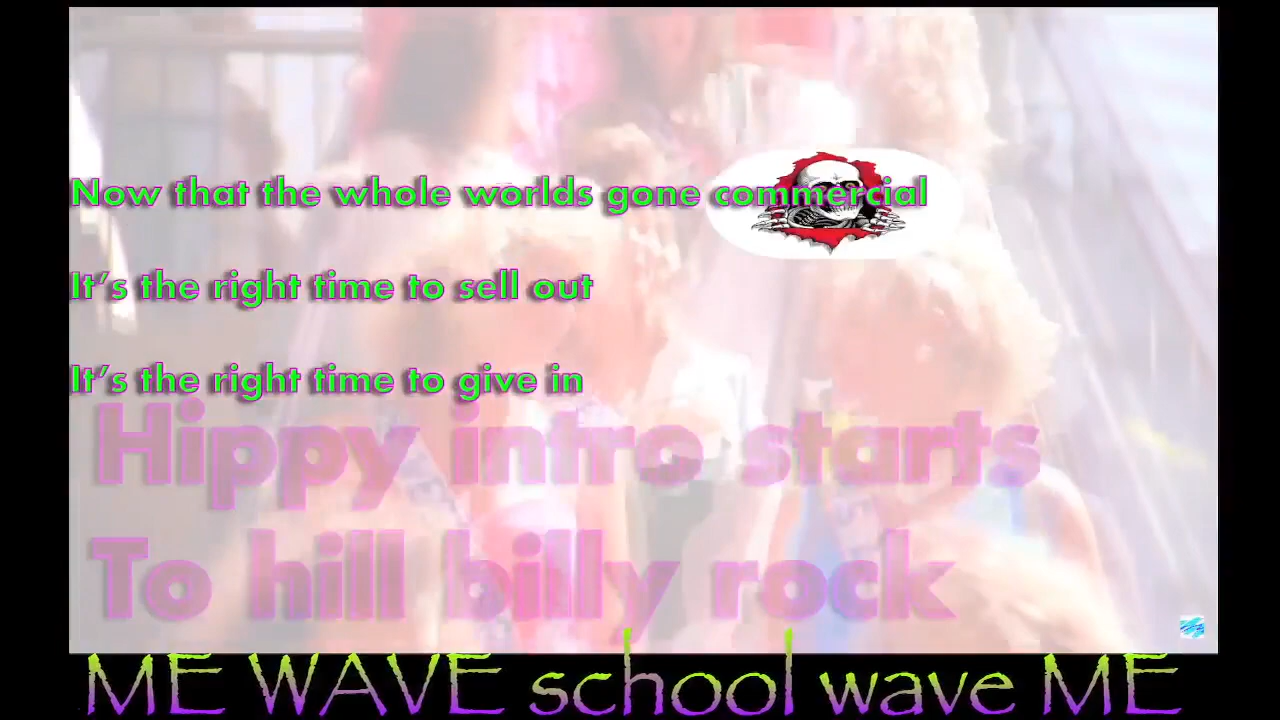 Now that the whole worlds gone commercial
It's the right time to sell out
It's the right time to give in
Hippy intro starts
To hill billy rock
ME WAVE school wave ME